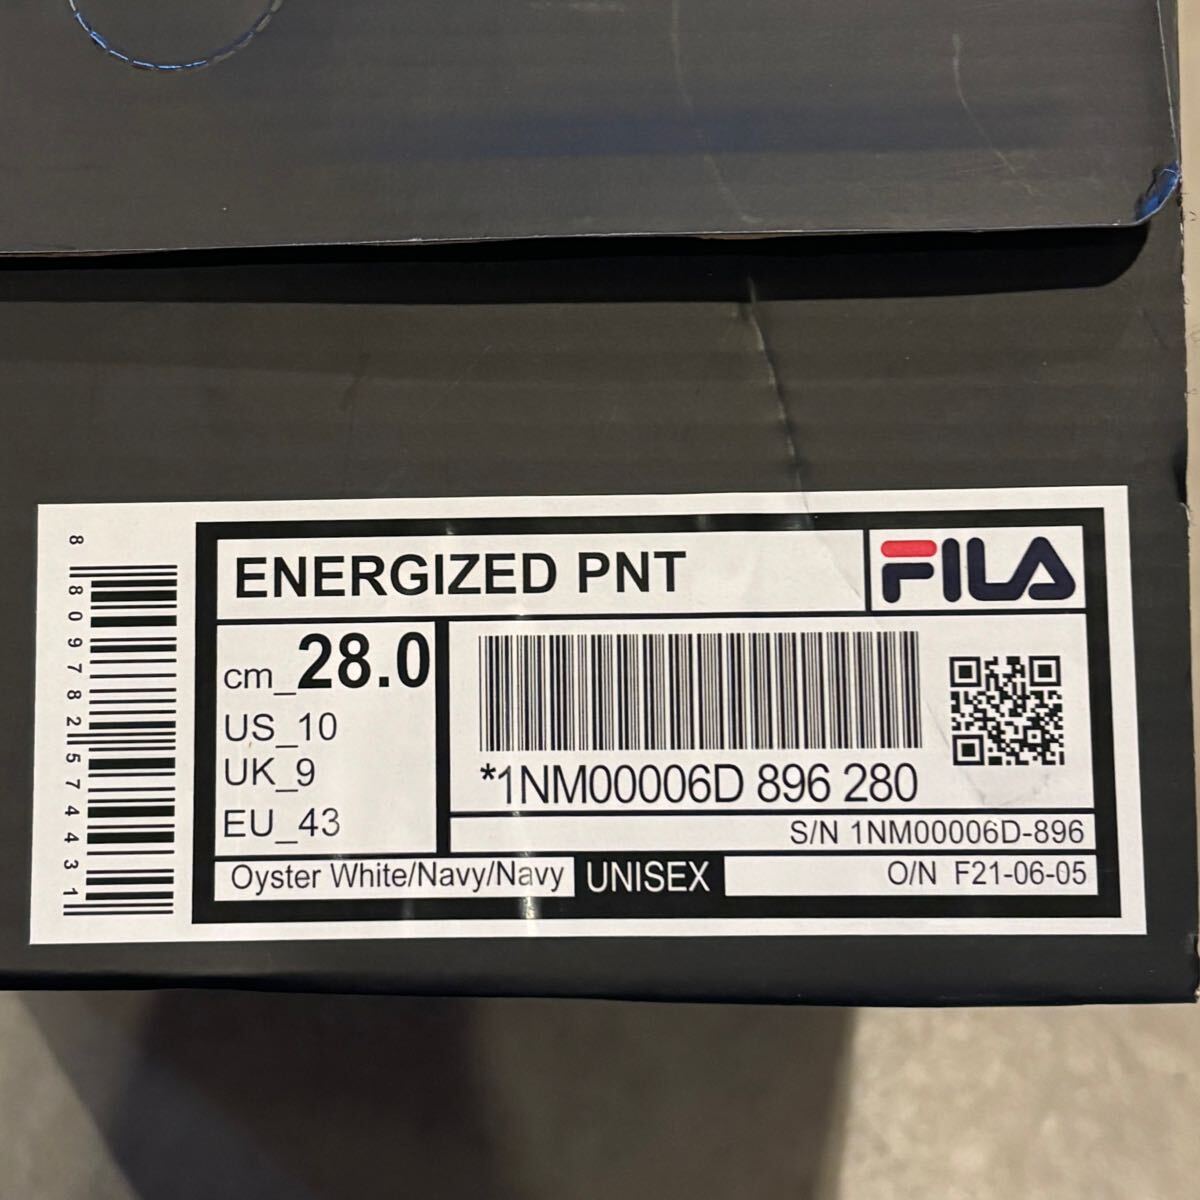 ENERGIZED PNT
FILA
cm_28.0
US_10
UK_9
EU_43
*1NM00006D 896 280
S/N 1NM00006D-896
Oyster White/Navy/Navy
UNISEX
O/N F21-06-05
8 809782 574431